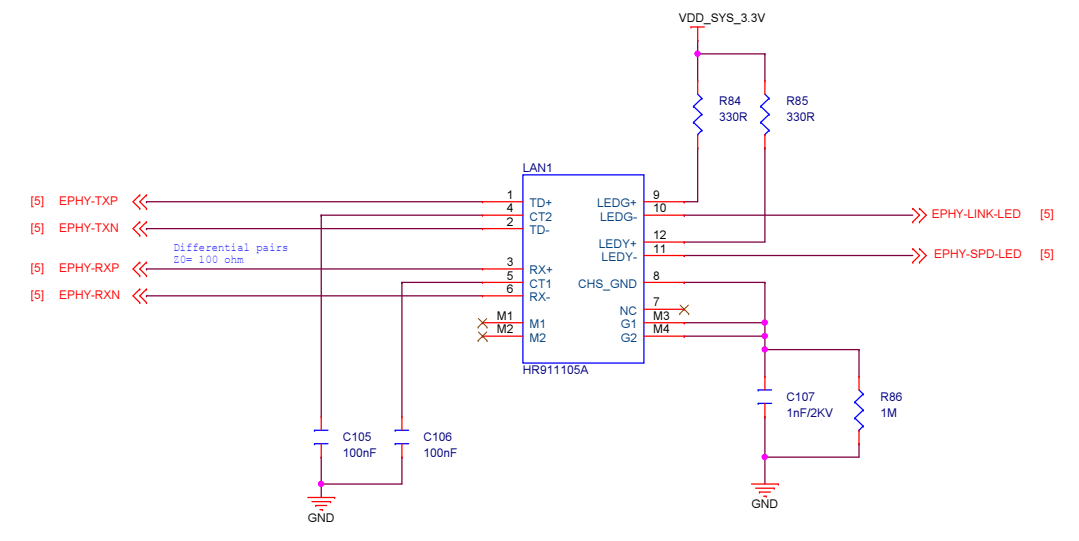 VDD_SYS_3.3V
R84
330R
R85
330R
LAN1
[5] EPHY-TXP
1
TD+
4
CT2
[5] EPHY-TXN
2
TD-
Differential pairs
Z0= 100 ohm
[5] EPHY-RXP
3
RX+
5
CT1
[5] EPHY-RXN
6
RX-
M1
M1
M2
M2
LEDG+
9
LEDG-
10
EPHY-LINK-LED [5]
LEDY+
12
LEDY-
11
EPHY-SPD-LED [5]
CHS_GND
8
NC
7
G1
M3
G2
M4
HR911105A
C107
1nF/2KV
R86
1M
C105
100nF
C106
100nF
GND
GND